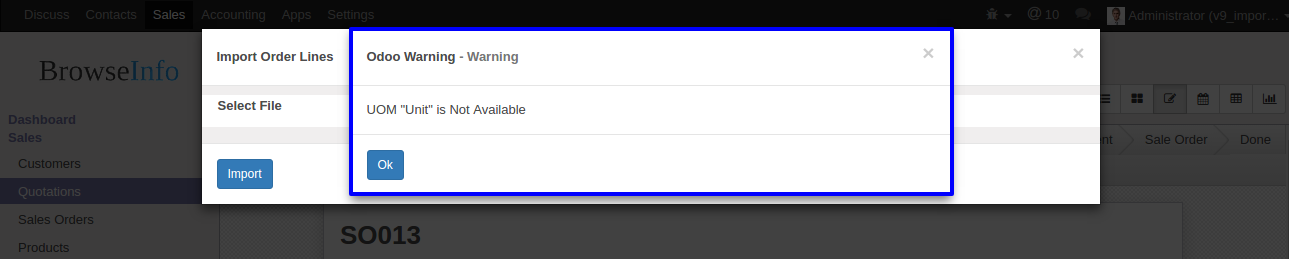 Discuss Contacts Sales Accounting Apps Settings @ 10 Administrator (v9_impor...
BrowseInfo
Import Order Lines
Odoo Warning - Warning
×
×
Select File
UOM "Unit" is Not Available
Dashboard
Sales
nt Sale Order Done
Customers
Import
Ok
Quotations
Sales Orders
SO013
Products